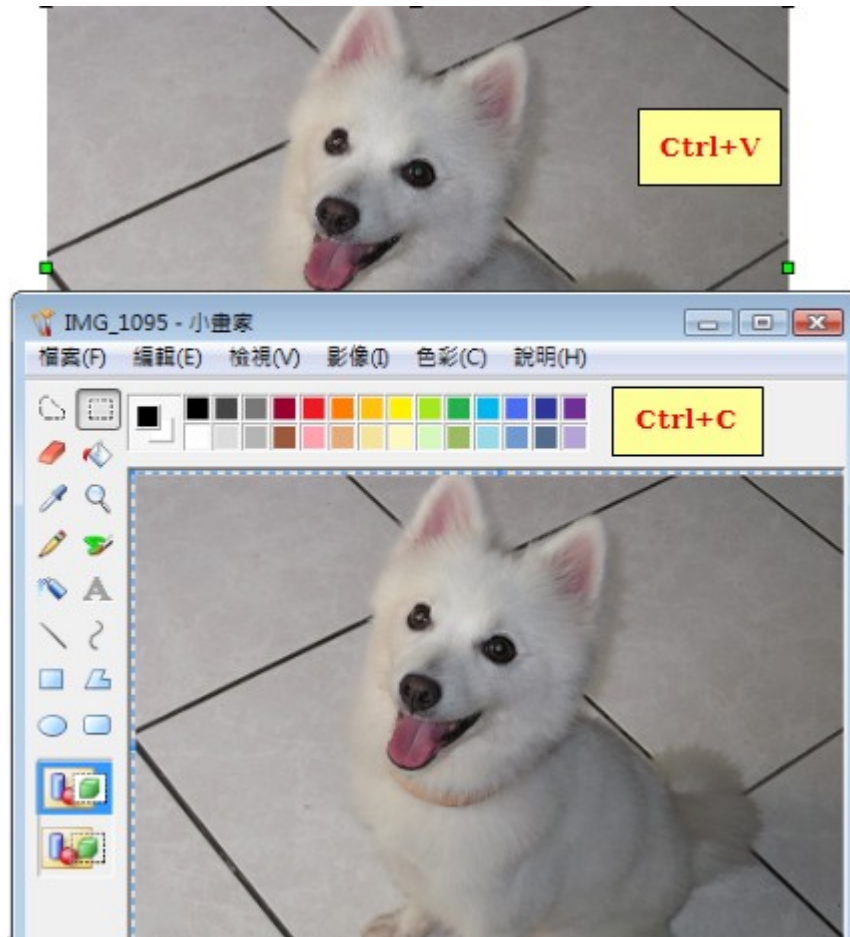 Ctrl+V
IMG_1095 - 小畫家
檔案(F) 編輯(E) 檢視(V) 影像(I) 色彩(C) 說明(H)
Ctrl+C
A